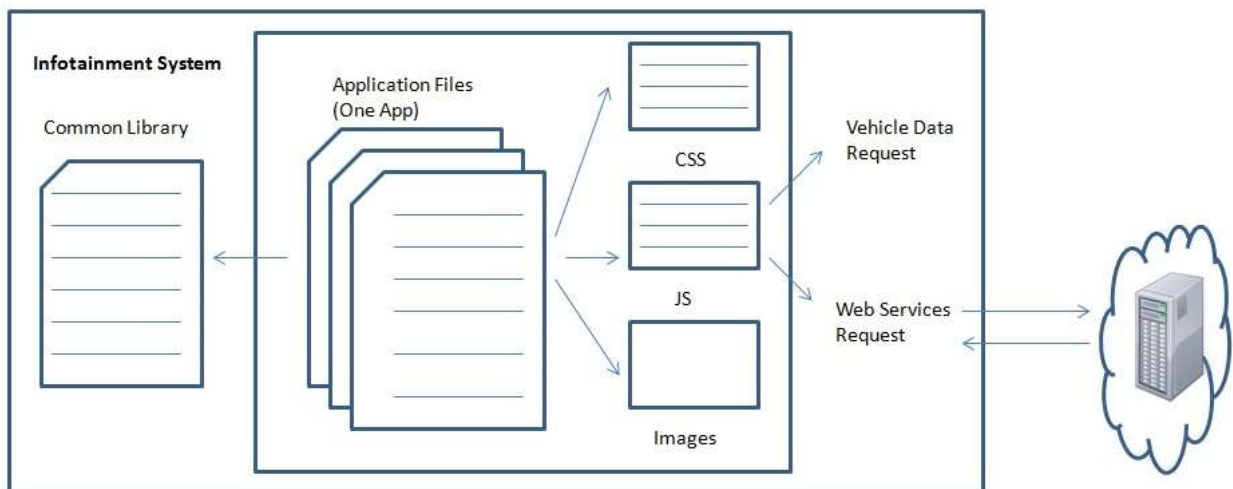 Infotainment System
Common Library
Application Files
(One App)
CSS
JS
Images
Vehicle Data
Request
Web Services
Request